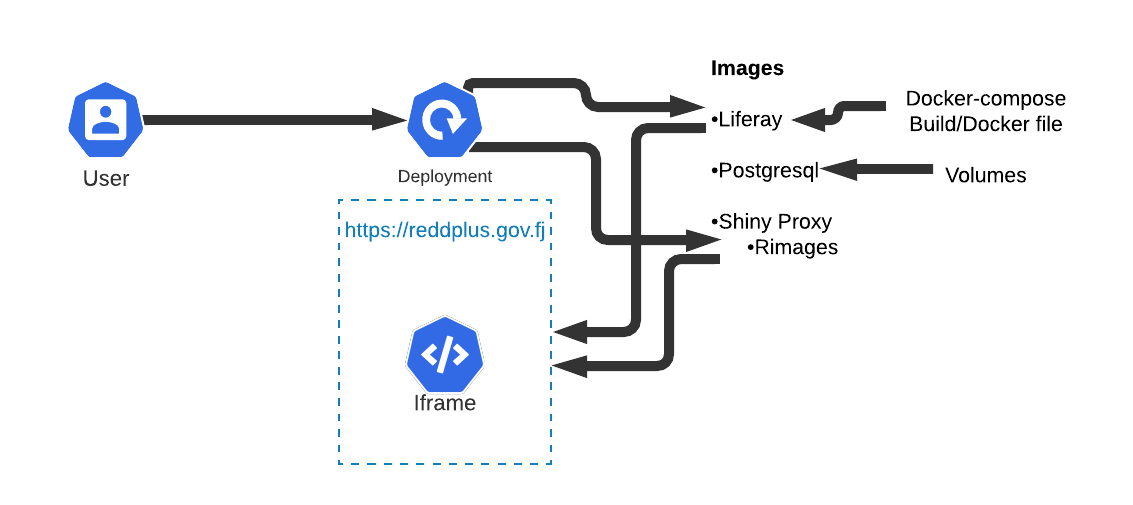 Images
•Liferay
Docker-compose
Build/Docker file
•Postgresql
Volumes
User
Deployment
•Shiny Proxy
•Rimages
https://reddplus.gov.fj
Iframe